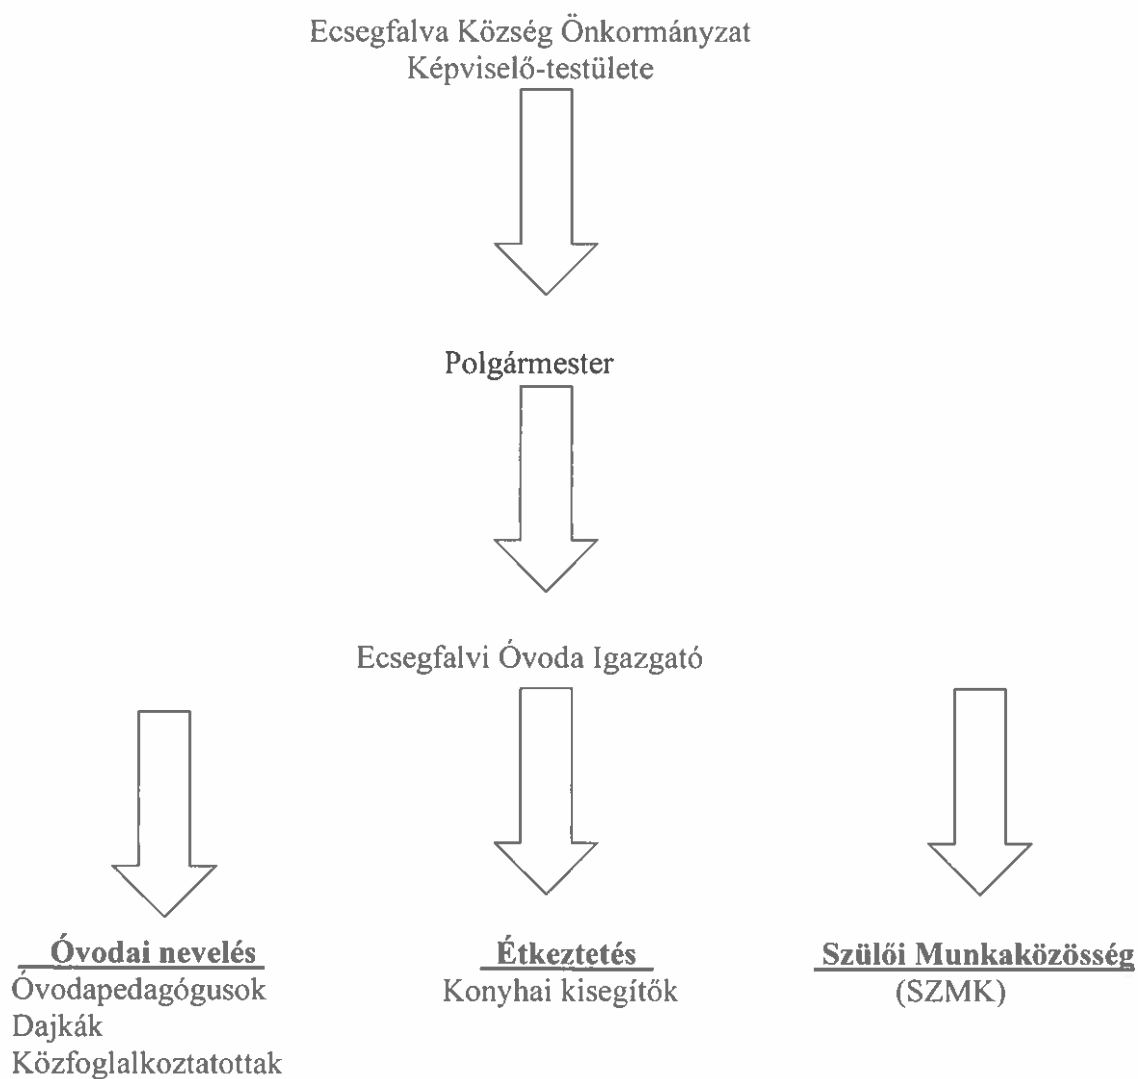 Ecsegfalva Község Önkormányzat
Képviselő-testülete
Polgármester
Ecsegfalvi Óvoda Igazgató
Óvodai nevelés
Óvodapedagógusok
Dajkák
Közfoglalkoztatottak
Étkeztetés
Konyhai kisegítők
Szülői Munkaközösség
(SZMK)